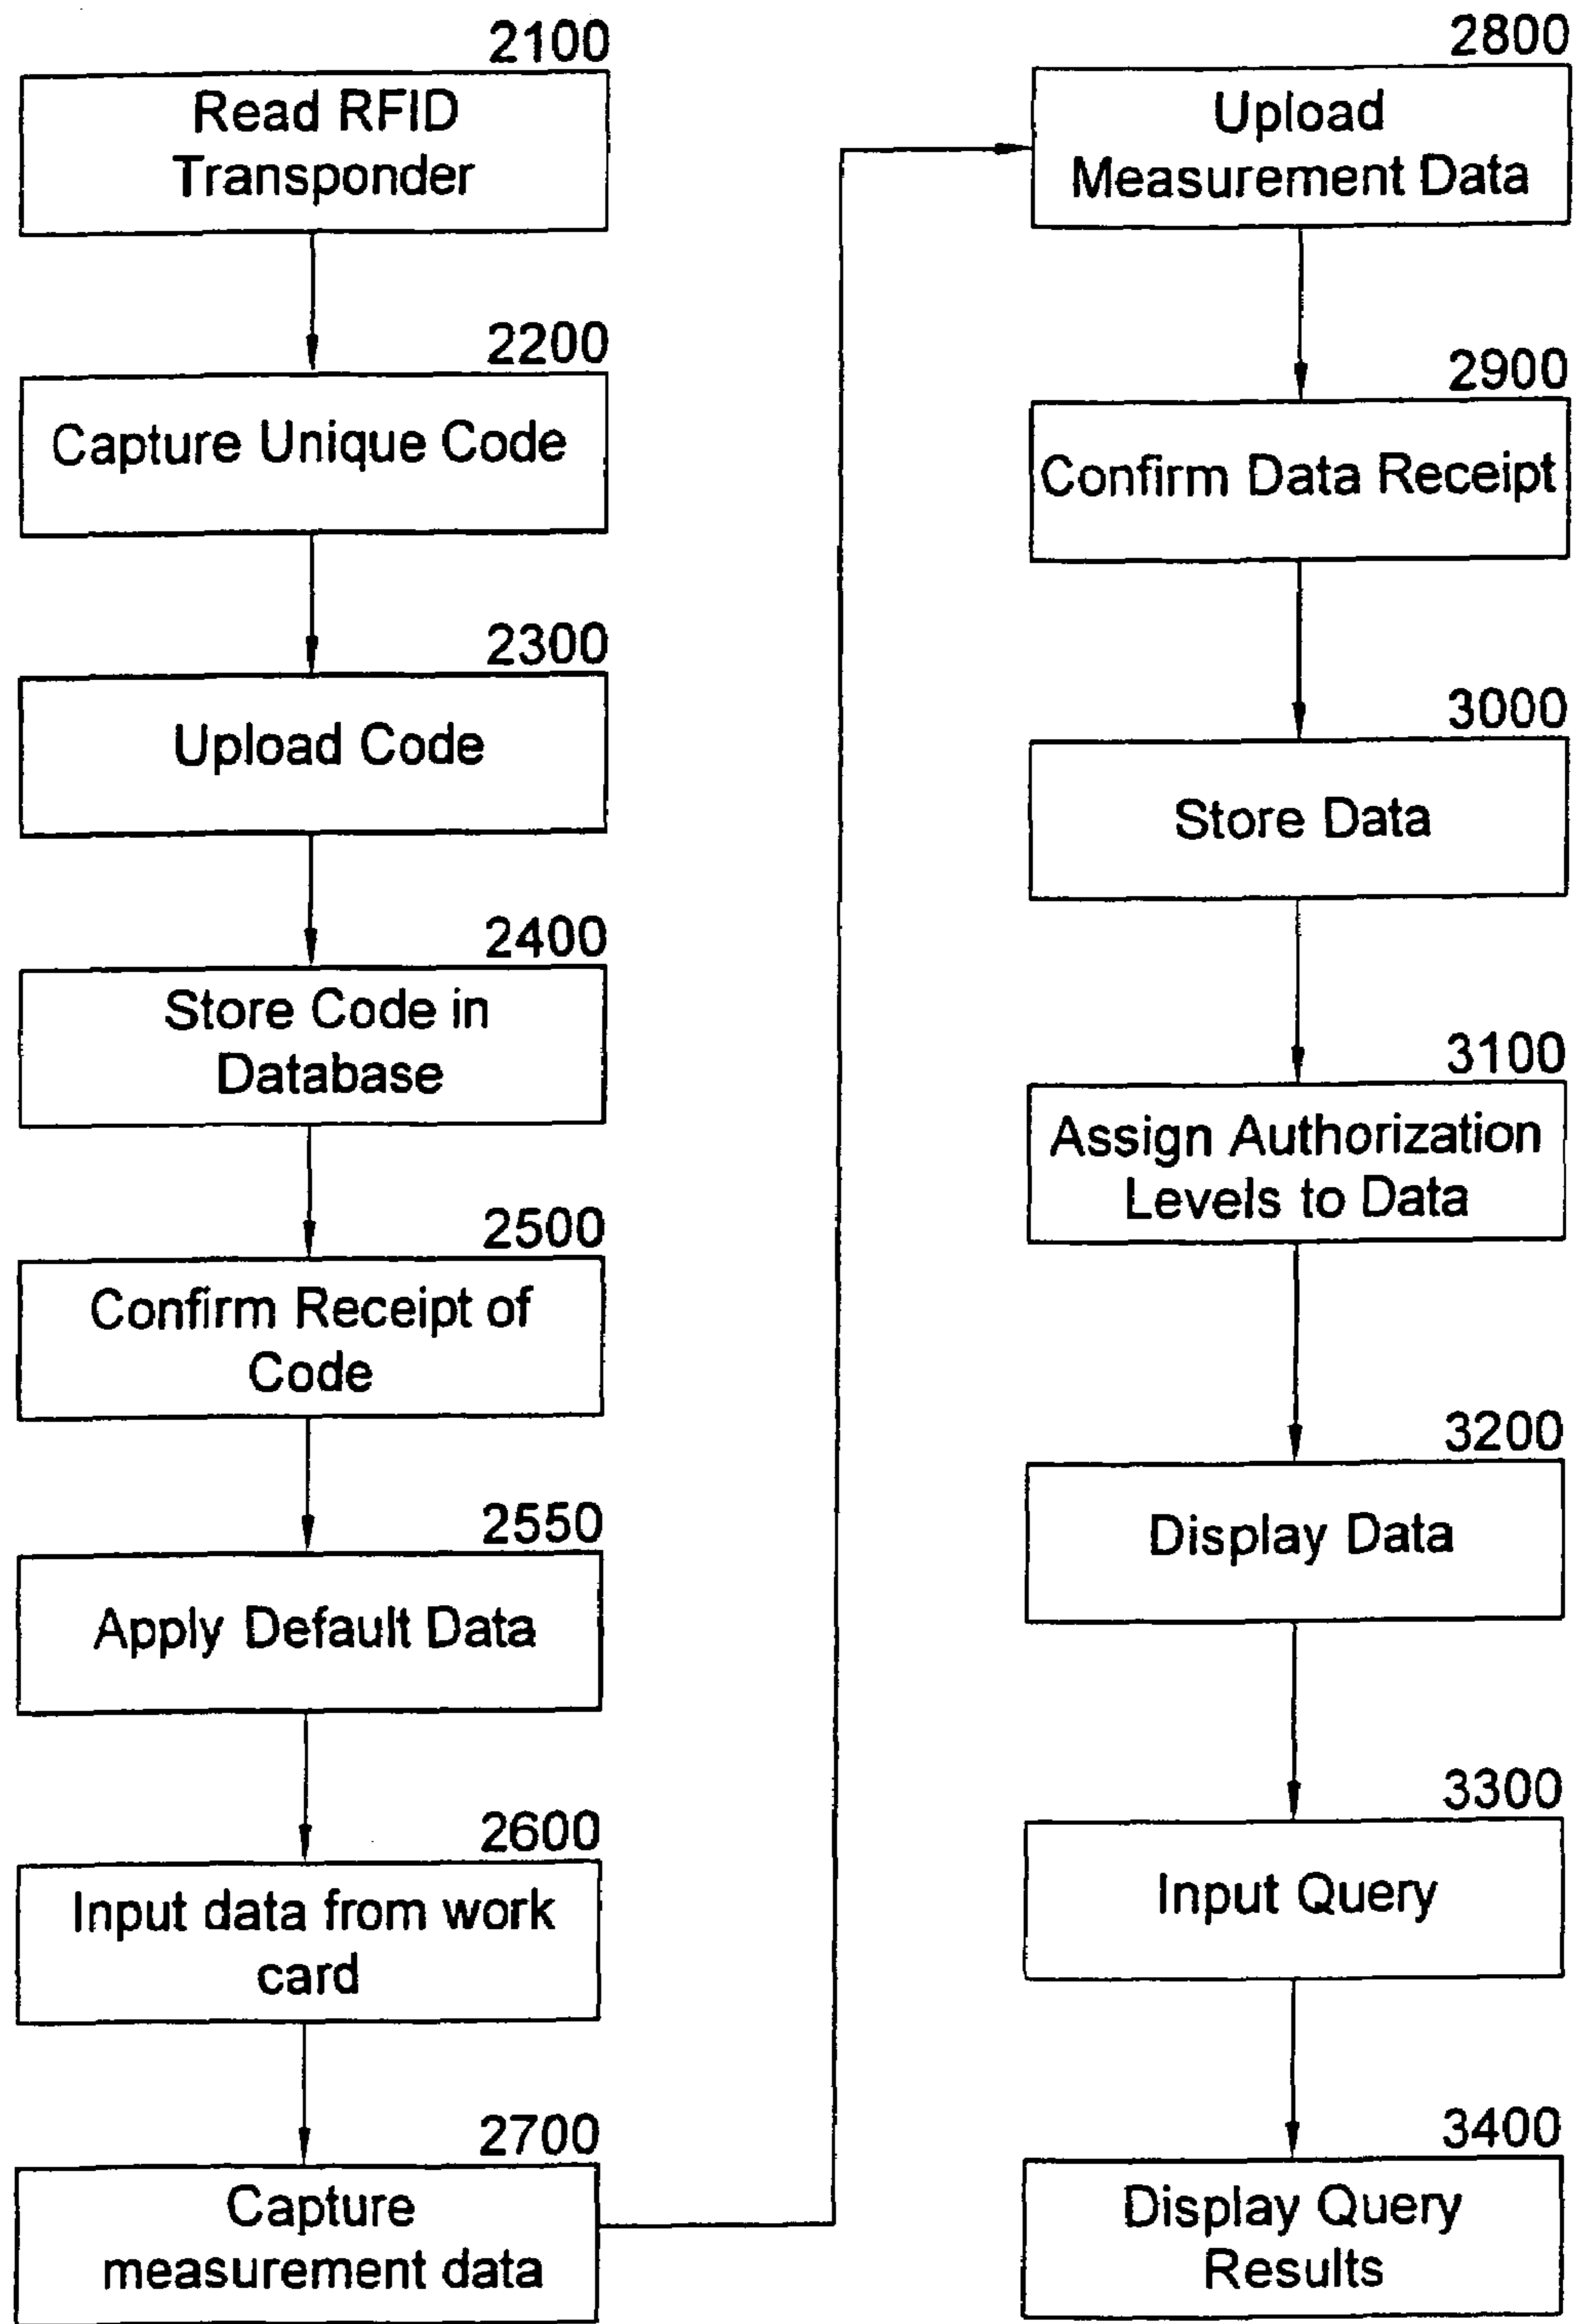 2100
Read RFID
Transponder
2200
Capture Unique Code
2300
Upload Code
2400
Store Code in
Database
2500
Confirm Receipt of
Code
2550
Apply Default Data
2600
Input data from work
card
2700
Capture
measurement data
2800
Upload
Measurement Data
2900
Confirm Data Receipt
3000
Store Data
3100
Assign Authorization
Levels to Data
3200
Display Data
3300
Input Query
3400
Display Query
Results